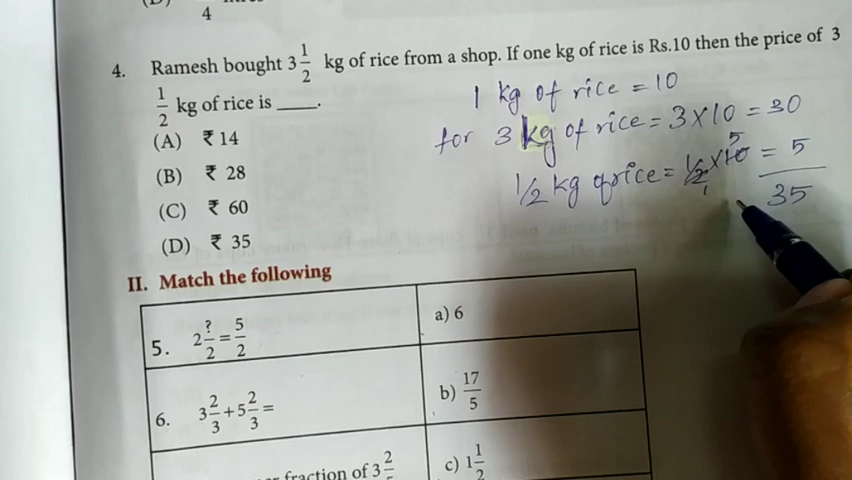 4
4. Ramesh bought 3 1/2 kg of rice from a shop. If one kg of rice is Rs.10 then the price of 3
1/2 kg of rice is ____.
1 kg of rice = 10
(A) ₹ 14
for 3 kg of rice = 3 X 10 = 30
(B) ₹ 28
1/2 kg of rice = 1/2 X 10 = 5
5
1
35
(C) ₹ 60
(D) ₹ 35
II. Match the following
5. 2 ?/2 = 5/2
a) 6
6. 3 2/3 + 5 2/3 =
b) 17/5
fraction of 3 2/
c) 1 1/2